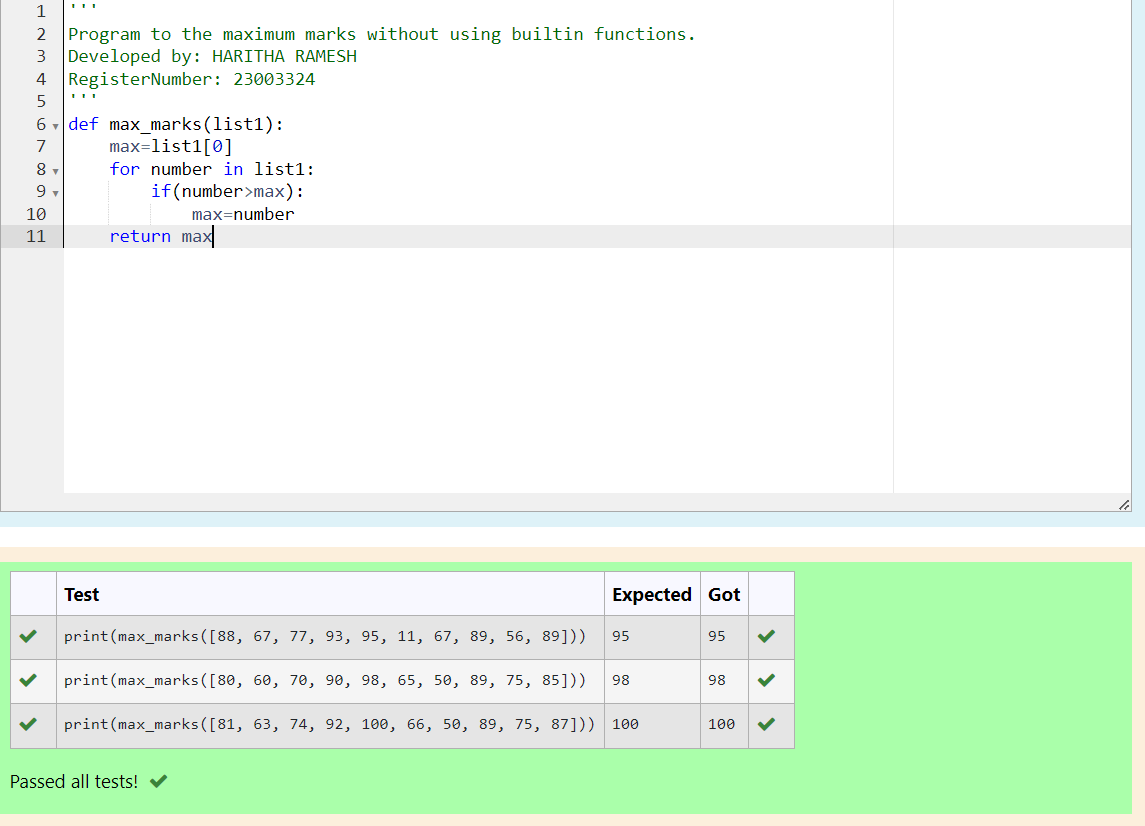 1 '''
2 Program to the maximum marks without using builtin functions.
3 Developed by: HARITHA RAMESH
4 RegisterNumber: 23003324
5 '''
6 def max_marks(list1):
7     max=list1[0]
8     for number in list1:
9         if(number>max):
10             max=number
11     return max
Test Expected Got
print(max_marks([88, 67, 77, 93, 95, 11, 67, 89, 56, 89])) 95 95
print(max_marks([80, 60, 70, 90, 98, 65, 50, 89, 75, 85])) 98 98
print(max_marks([81, 63, 74, 92, 100, 66, 50, 89, 75, 87])) 100 100
Passed all tests!